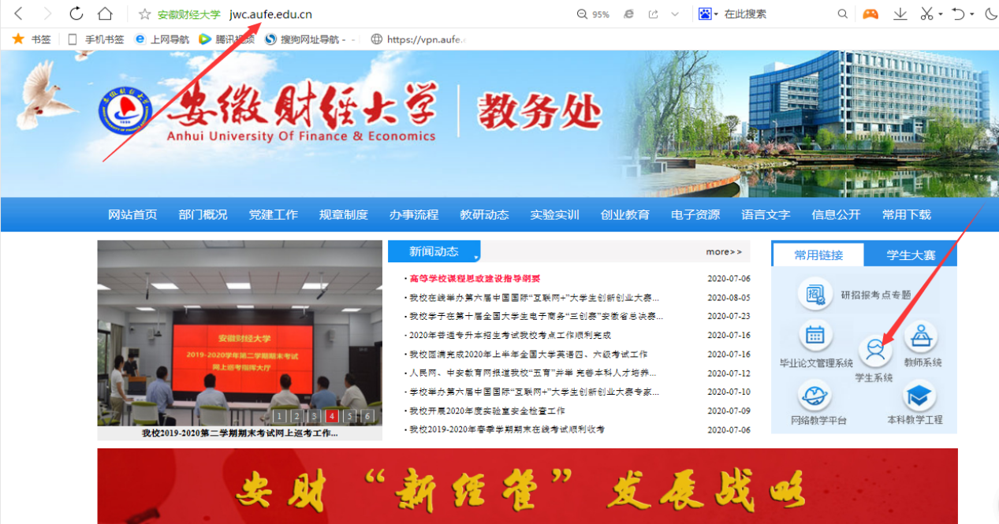 安徽财经大学 jwc.aufe.edu.cn 95% 在此搜索
书签 手机书签 上网导航 腾讯视频 搜狗网址导航 - - https://vpn.aufe.
安徽财经大学 教务处
Anhui University Of Finance & Economics
网站首页 部门概况 党建工作 规章制度 办事流程 教研动态 实验实训 创业教育 电子资源 语言文字 信息公开 常用下载
安徽财经大学
2019-2020学年第二学期期末考试
网上巡考指挥大厅
1 2 3 4 5 6
我校2019-2020第二学期期末考试网上巡考工作...
新闻动态 more>>
·高等学校课程思政建设指导纲要 2020-07-06
·我校在线举办第六届中国国际“互联网+”大学生创新创业大赛... 2020-08-05
·我校学子在第十届全国大学生电子商务“三创赛”安徽省总决赛... 2020-07-23
·2020年普通专升本招生考试我校考点工作顺利完成 2020-07-16
·我校圆满完成2020年上半年全国大学英语四、六级考试工作 2020-07-16
·人民网、中安教育网报道我校“五育”并举 完善本科人才培养... 2020-07-12
·学校举办第六届中国国际“互联网+”大学生创新创业大赛专家... 2020-07-10
·我校开展2020年度实验室安全检查工作 2020-07-09
·我校2019-2020年春季学期期末在线考试顺利收考 2020-07-06
常用链接 学生大赛
招 研招报考点专题
毕业论文管理系统 学生系统 教师系统
网络教学平台 本科教学工程
安财“新经管”发展战略